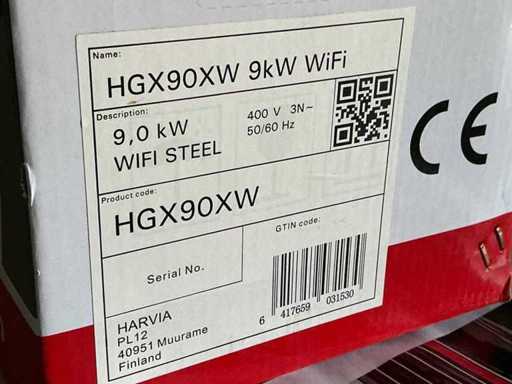 Name:
HGX90XW 9kW WiFi
Description:
9,0 kW
WIFI STEEL
400 V 3N~
50/60 Hz
CE
Product code:
HGX90XW
GTIN code:
Serial No.
6 417659 031530
HARVIA
PL12
40951 Muurame
Finland